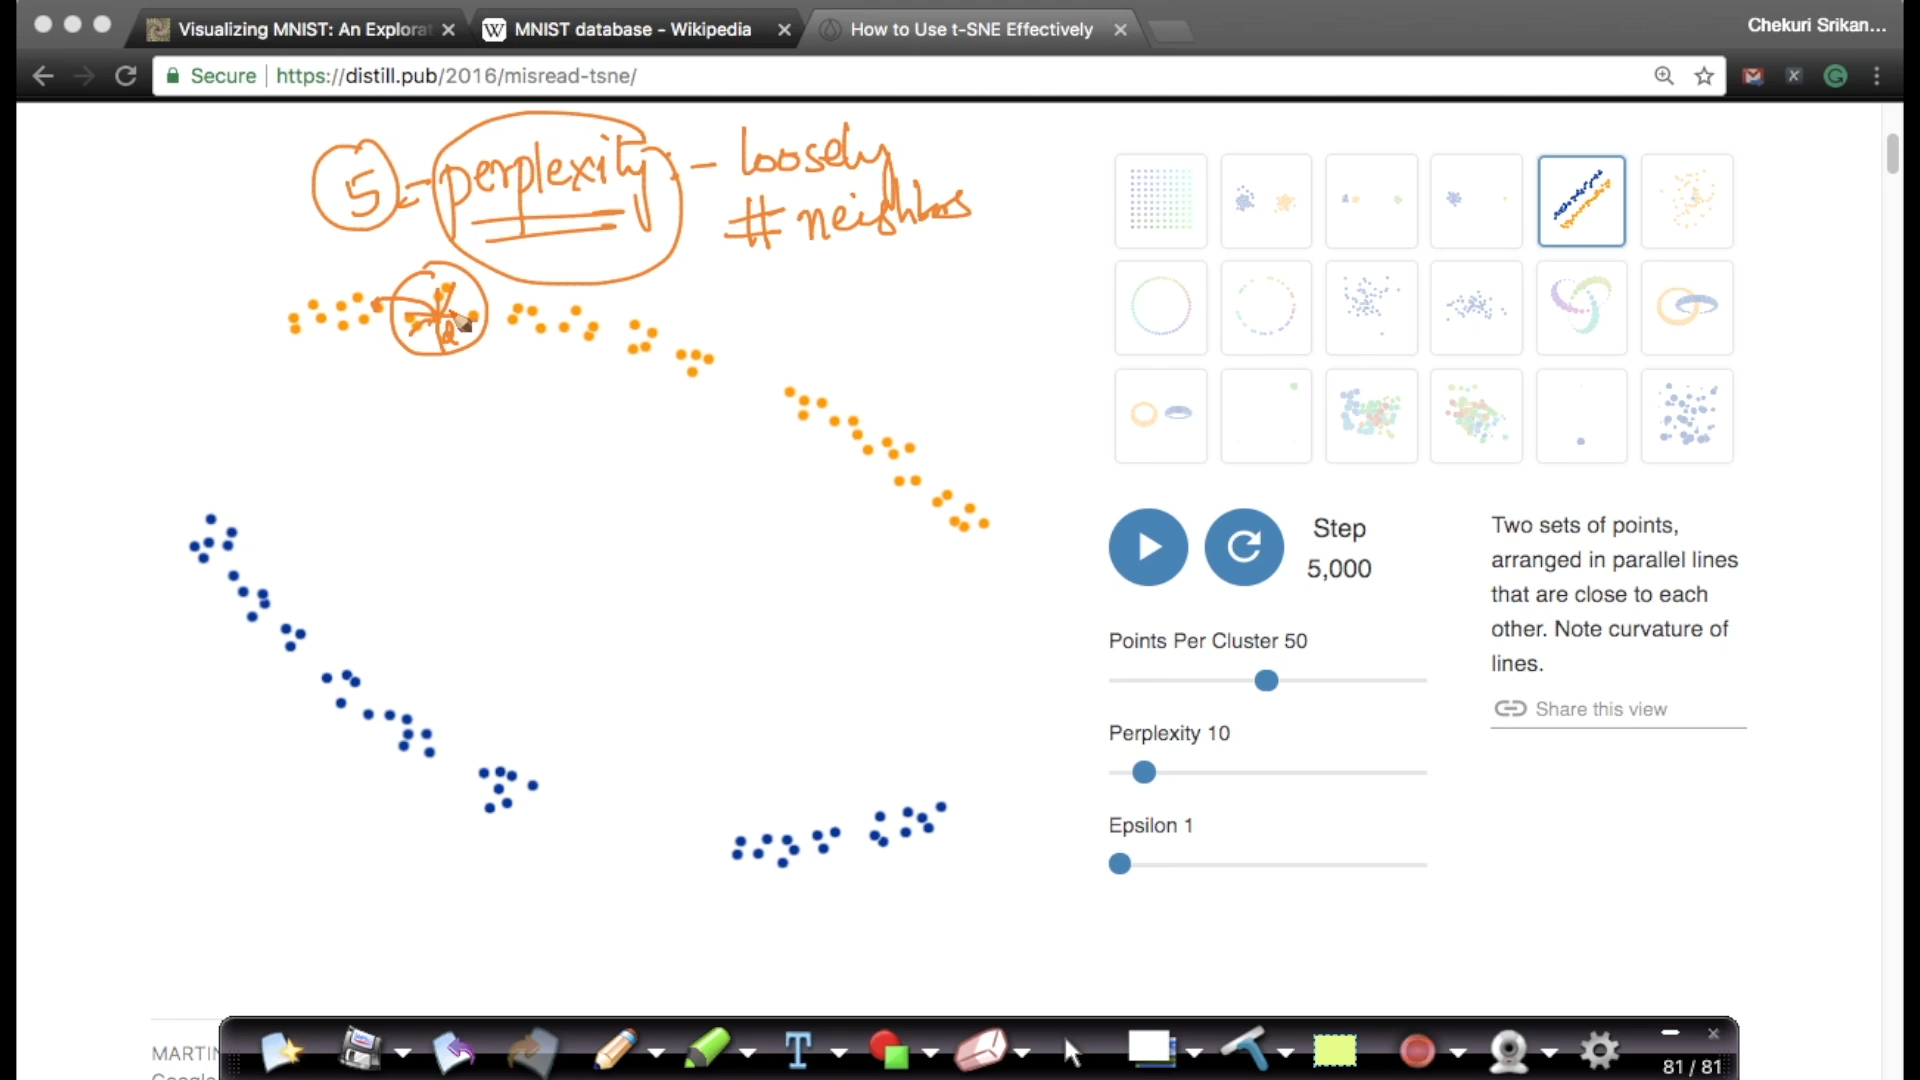 Chekuri Srikan...
Visualizing MNIST: An Explorat
MNIST database - Wikipedia
How to Use t-SNE Effectively
Secure https://distill.pub/2016/misread-tsne/
5 = perplexity - loosely
# neighbors
Step
5,000
Two sets of points,
arranged in parallel lines
that are close to each
other. Note curvature of
lines.
Share this view
Points Per Cluster 50
Perplexity 10
Epsilon 1
MARTIN
81 / 81